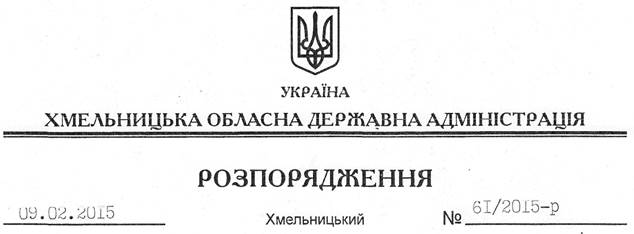 УКРАЇНА
ХМЕЛЬНИЦЬКА ОБЛАСНА ДЕРЖАВНА АДМІНІСТРАЦІЯ
РОЗПОРЯДЖЕННЯ
09.02.2015 Хмельницький № 61/2015-р